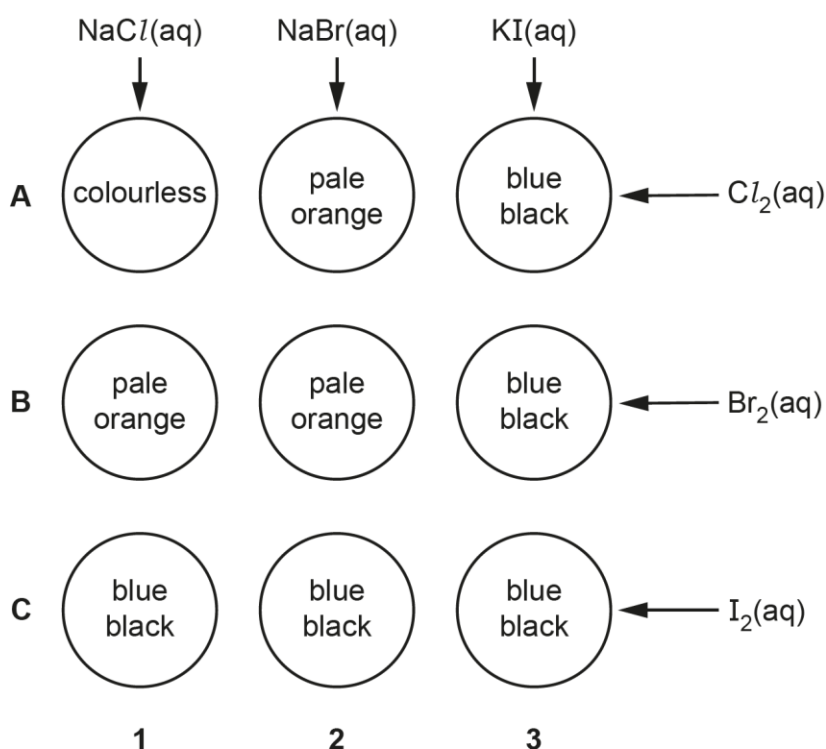 NaCl(aq) NaBr(aq) KI(aq)
A colourless pale orange blue black Cl₂(aq)
B pale orange pale orange blue black Br₂(aq)
C blue black blue black blue black I₂(aq)
1 2 3